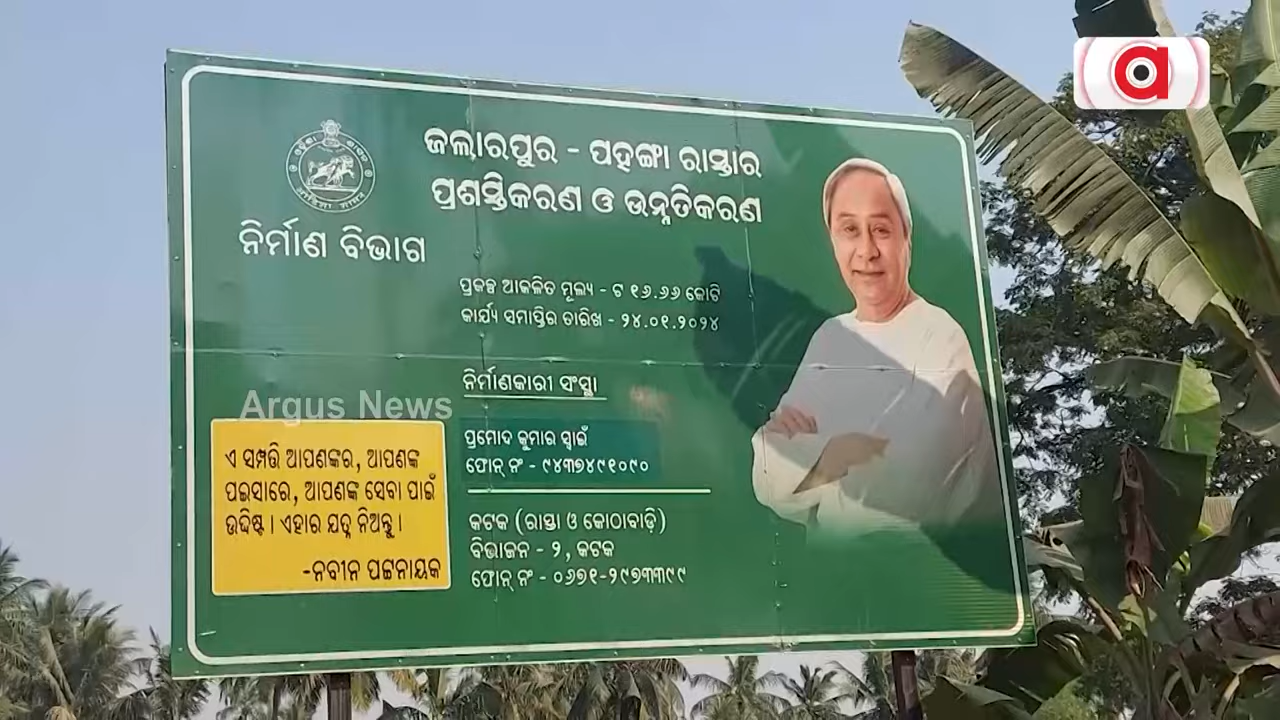 a
ଜଲାରପୁର - ପହଙ୍ଗା ରାସ୍ତାର
ପ୍ରଶସ୍ତିକରଣ ଓ ଉନ୍ନତିକରଣ
ନିର୍ମାଣ ବିଭାଗ
ପ୍ରକଳ୍ପ ଆକଳିତ ମୂଲ୍ୟ - ଟ ୧୬.୬୬ କୋଟି
କାର୍ଯ୍ୟ ସମାପ୍ତିର ତାରିଖ - ୨୪.୦୧.୨୦୨୪
ନିର୍ମାଣକାରୀ ସଂସ୍ଥା
Argus News
ପ୍ରମୋଦ କୁମାର ସ୍ୱାଇଁ
ଫୋନ୍ ନଂ - ୯୪୩୭୪୯୧୦୯୦
ଏ ସମ୍ପତ୍ତି ଆପଣଙ୍କର, ଆପଣଙ୍କ
ପଇସାରେ, ଆପଣଙ୍କ ସେବା ପାଇଁ
ଉଦ୍ଦିଷ୍ଟ। ଏହାର ଯତ୍ନ ନିଅନ୍ତୁ।
-ନବୀନ ପଟ୍ଟନାୟକ
କଟକ (ରାସ୍ତା ଓ କୋଠାବାଡ଼ି)
ବିଭାଜନ - ୨, କଟକ
ଫୋନ୍ ନଂ - ୦୬୭୧-୨୯୭୩୩୯୯